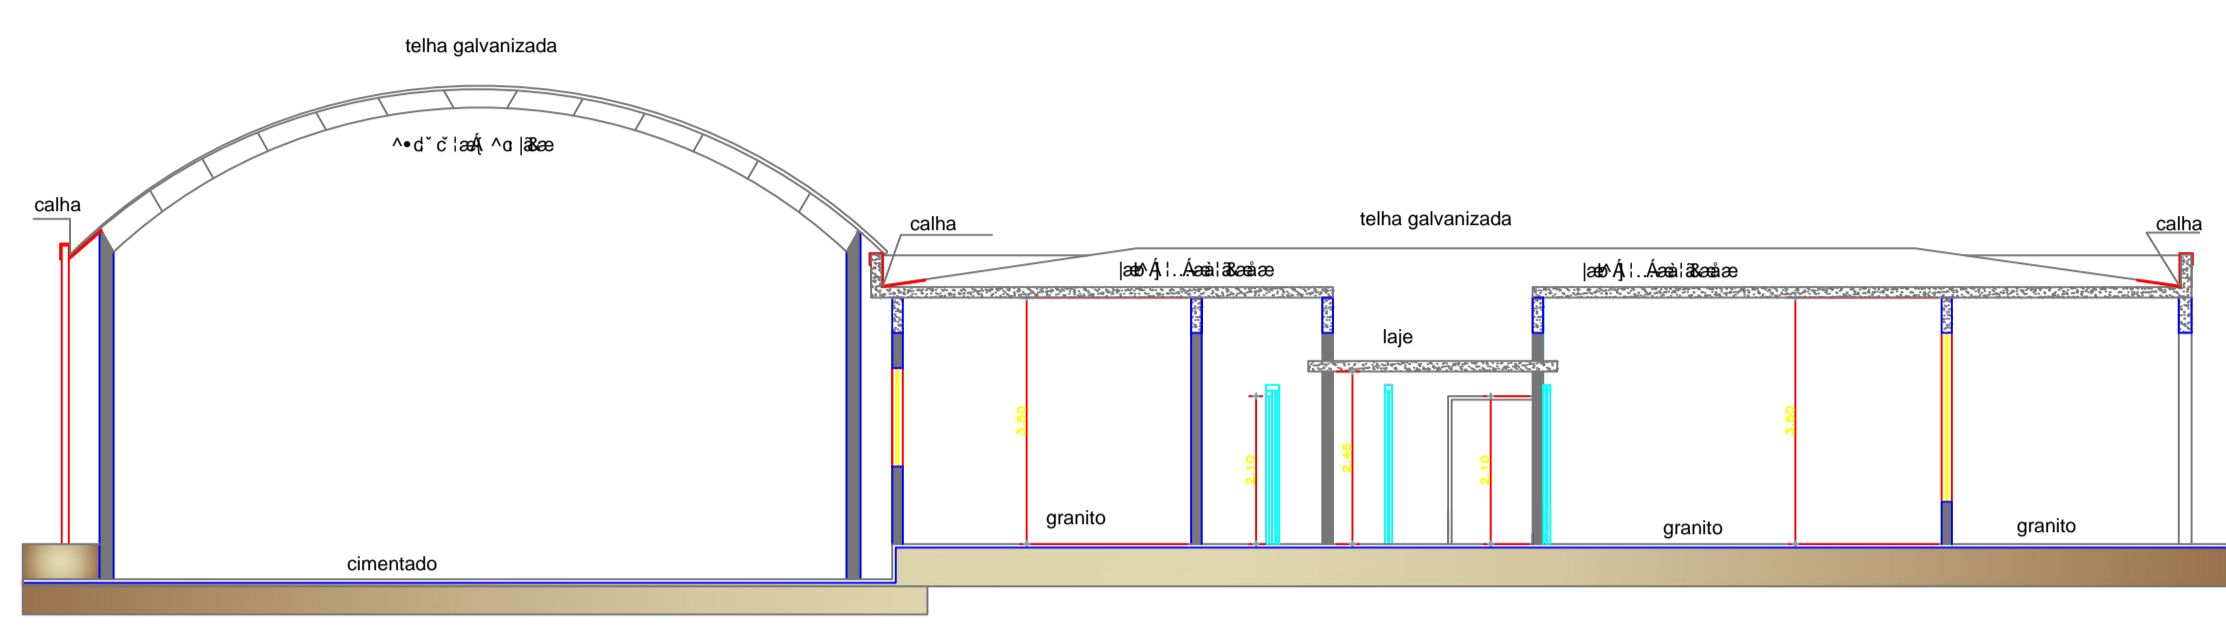 telha galvanizada
calha
calha
telha galvanizada
calha
laje
3.50
2.10
2.45
2.10
3.50
granito
granito
granito
cimentado